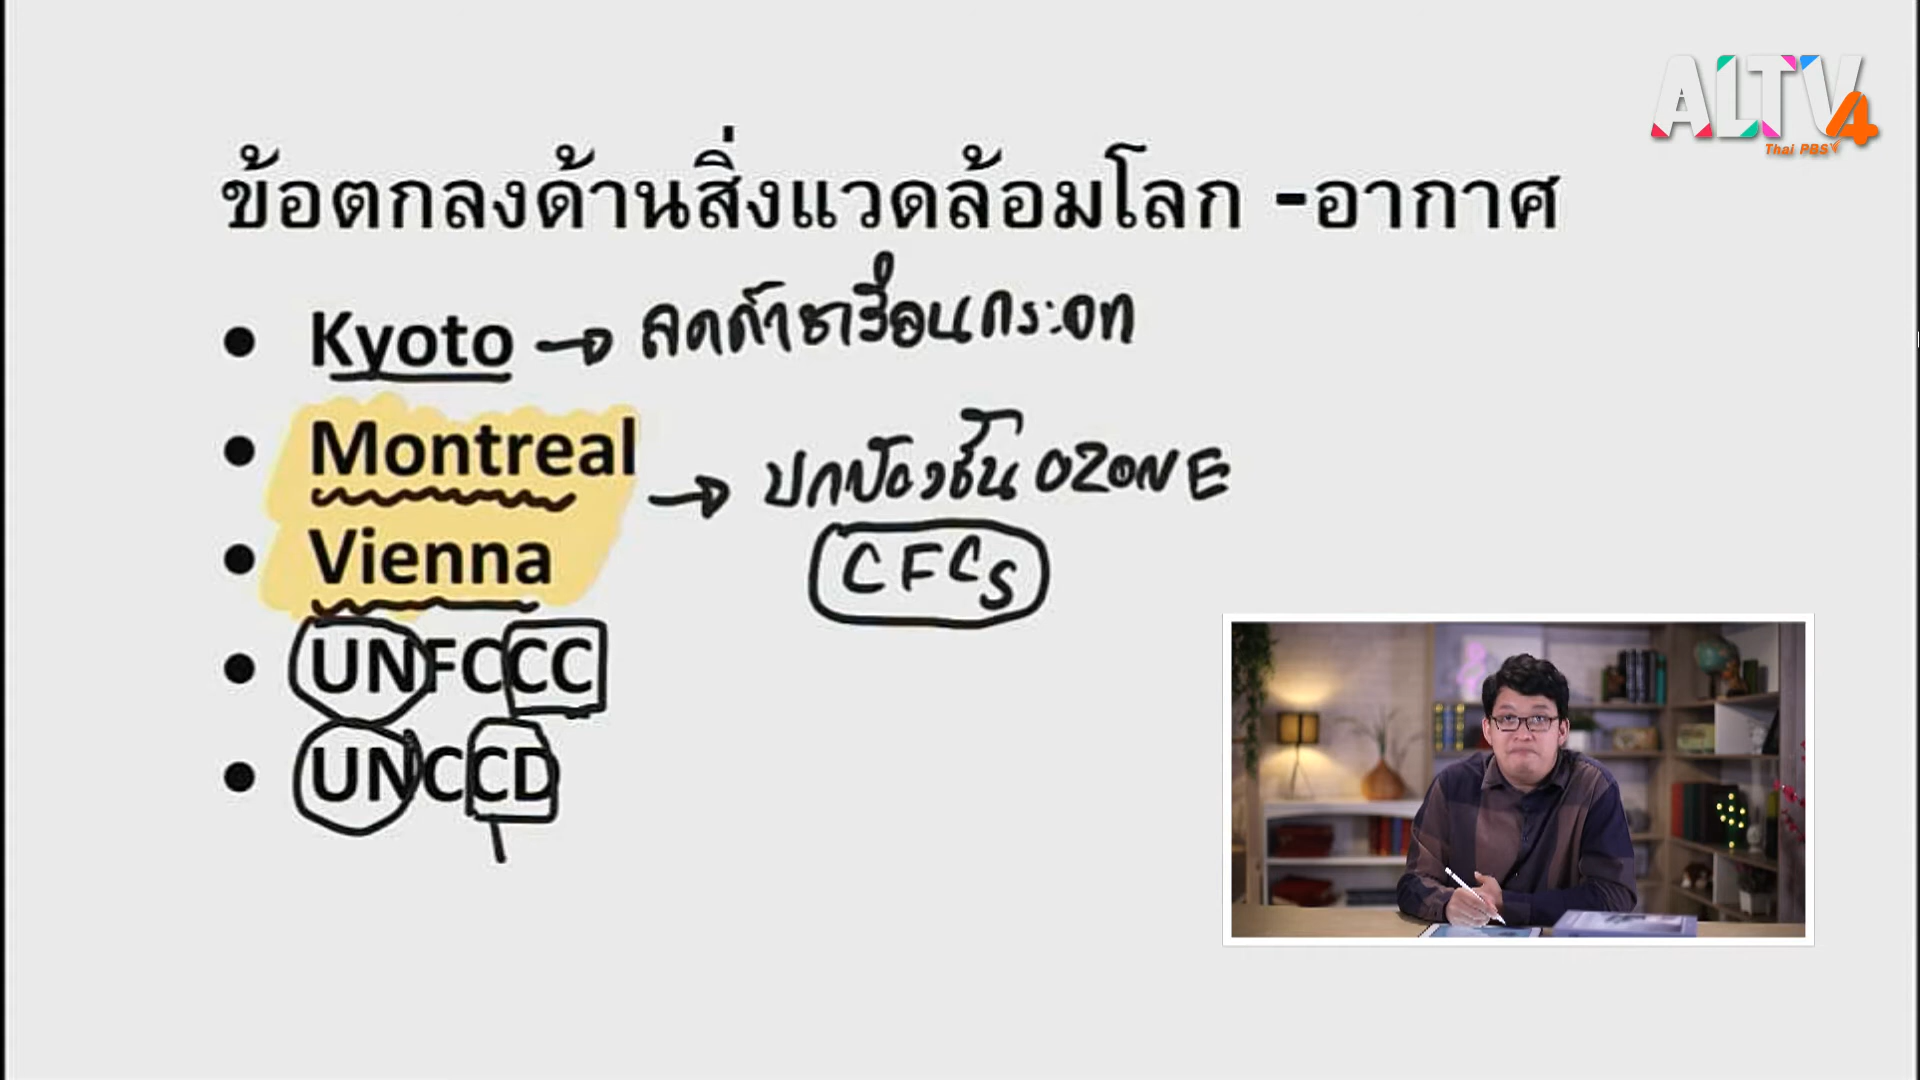 ALTV4
Thai PBS
ข้อตกลงด้านสิ่งแวดล้อมโลก -อากาศ
• Kyoto → ลดก๊าซเรือนกระจก
• Montreal → ปกป้องชั้น OZONE
• Vienna CFCs
• UNFCCC
• UNCCD